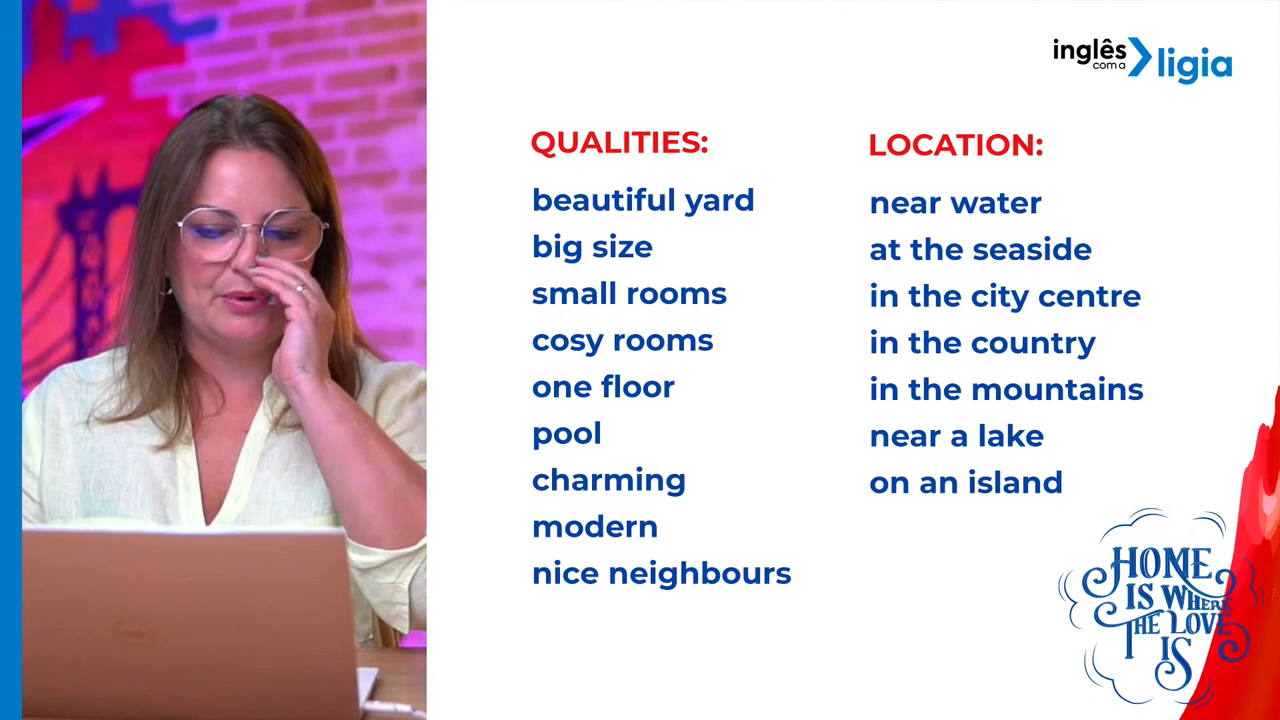 inglês
com a
ligia
QUALITIES:
beautiful yard
big size
small rooms
cosy rooms
one floor
pool
charming
modern
nice neighbours
LOCATION:
near water
at the seaside
in the city centre
in the country
in the mountains
near a lake
on an island
HOME
IS WHERE
THE LOVE
IS